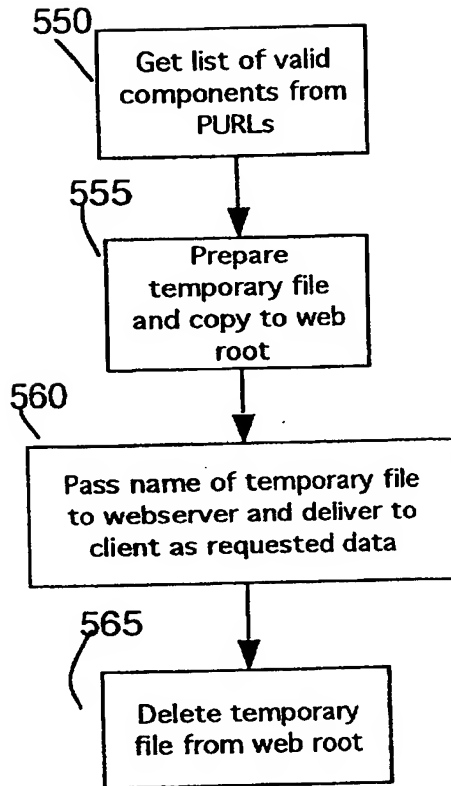 550
Get list of valid
components from
PURLs
555
Prepare
temporary file
and copy to web
root
560
Pass name of temporary file
to webserver and deliver to
client as requested data
565
Delete temporary
file from web root